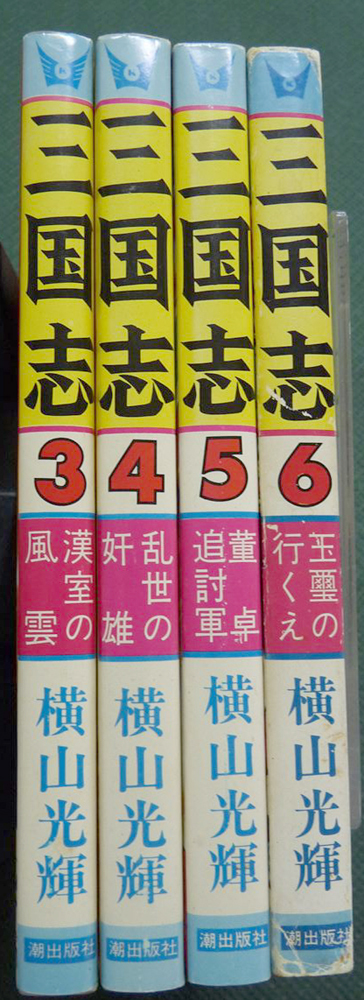 三国志
3
漢室の
風雲
横山光輝
潮出版社
三国志
4
乱世の
奸雄
横山光輝
潮出版社
三国志
5
董卓
追討軍
横山光輝
潮出版社
三国志
6
玉璽の
行くえ
横山光輝
潮出版社